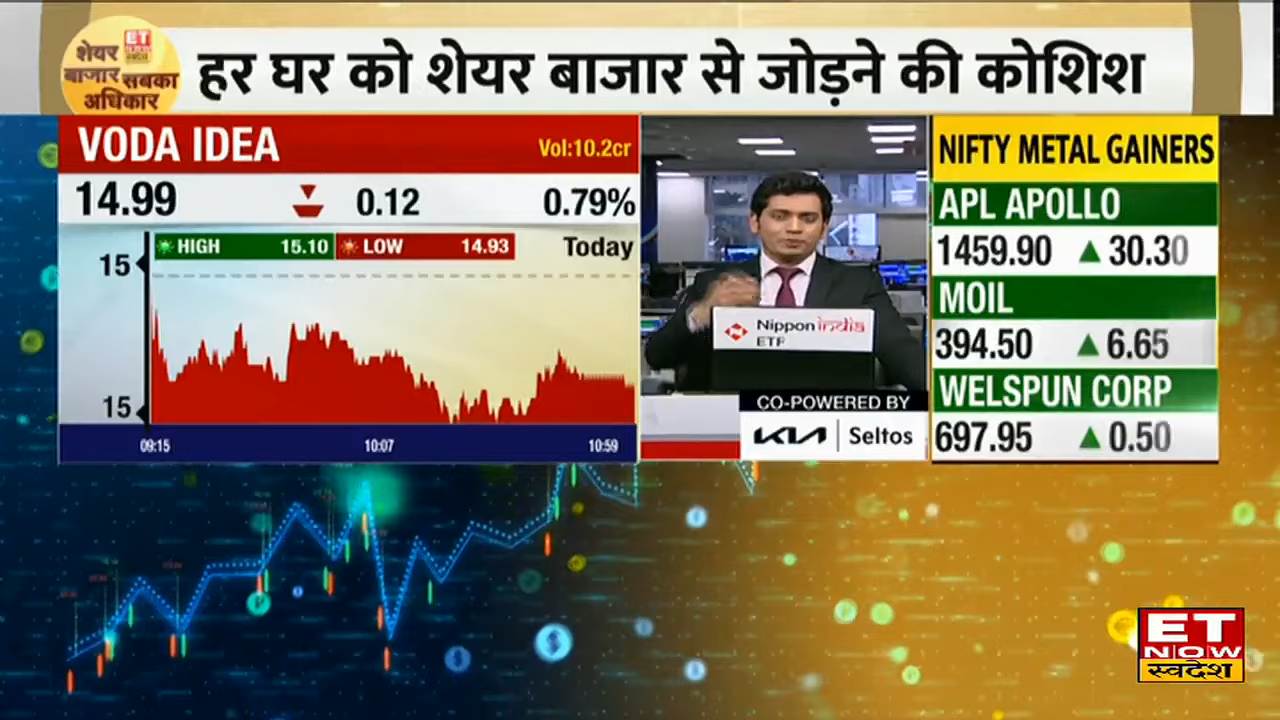 शेयर
ET
NOW
स्वदेश
बाजार सबका
अधिकार
हर घर को शेयर बाजार से जोड़ने की कोशिश
VODA IDEA
Vol:10.2cr
14.99
0.12
0.79%
HIGH 15.10
LOW 14.93
Today
15
15
09:15
10:07
10:59
Nippon india
ETF
CO-POWERED BY
KIA Seltos
NIFTY METAL GAINERS
APL APOLLO
1459.90 ▲ 30.30
MOIL
394.50 ▲ 6.65
WELSPUN CORP
697.95 ▲ 0.50
ET
NOW
स्वदेश